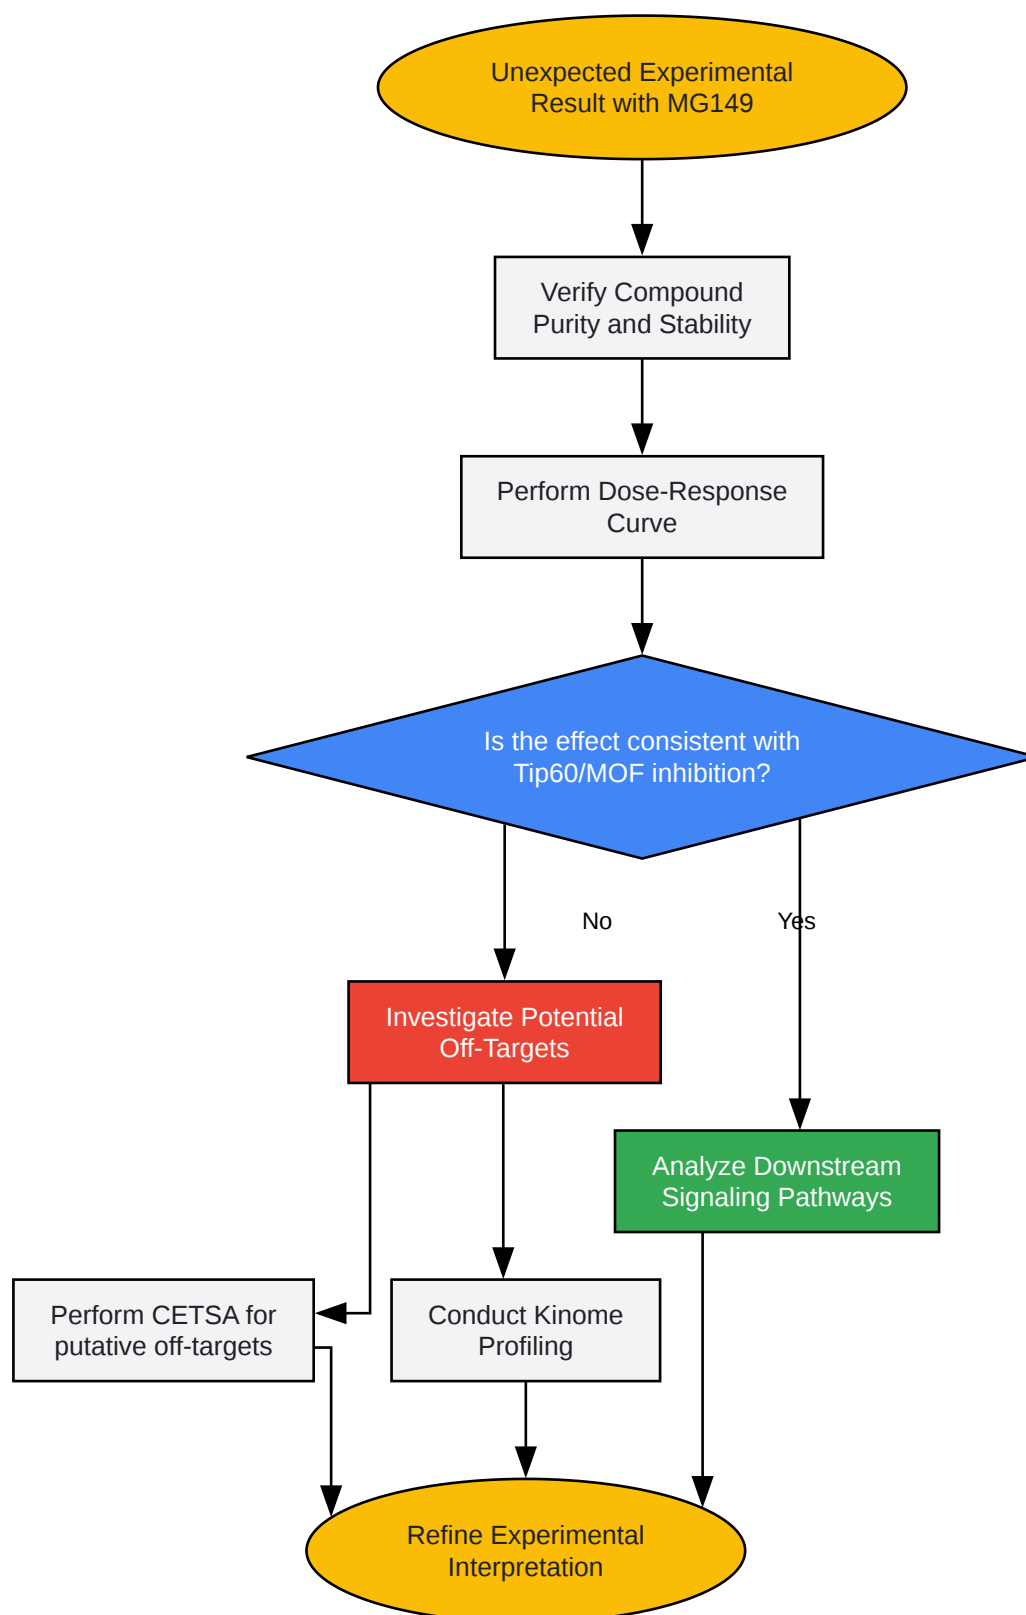 Unexpected Experimental
Result with MG149
Verify Compound
Purity and Stability
Perform Dose-Response
Curve
Is the effect consistent with
Tip60/MOF inhibition?
No
Yes
Investigate Potential
Off-Targets
Analyze Downstream
Signaling Pathways
Perform CETSA for
putative off-targets
Conduct Kinome
Profiling
Refine Experimental
Interpretation